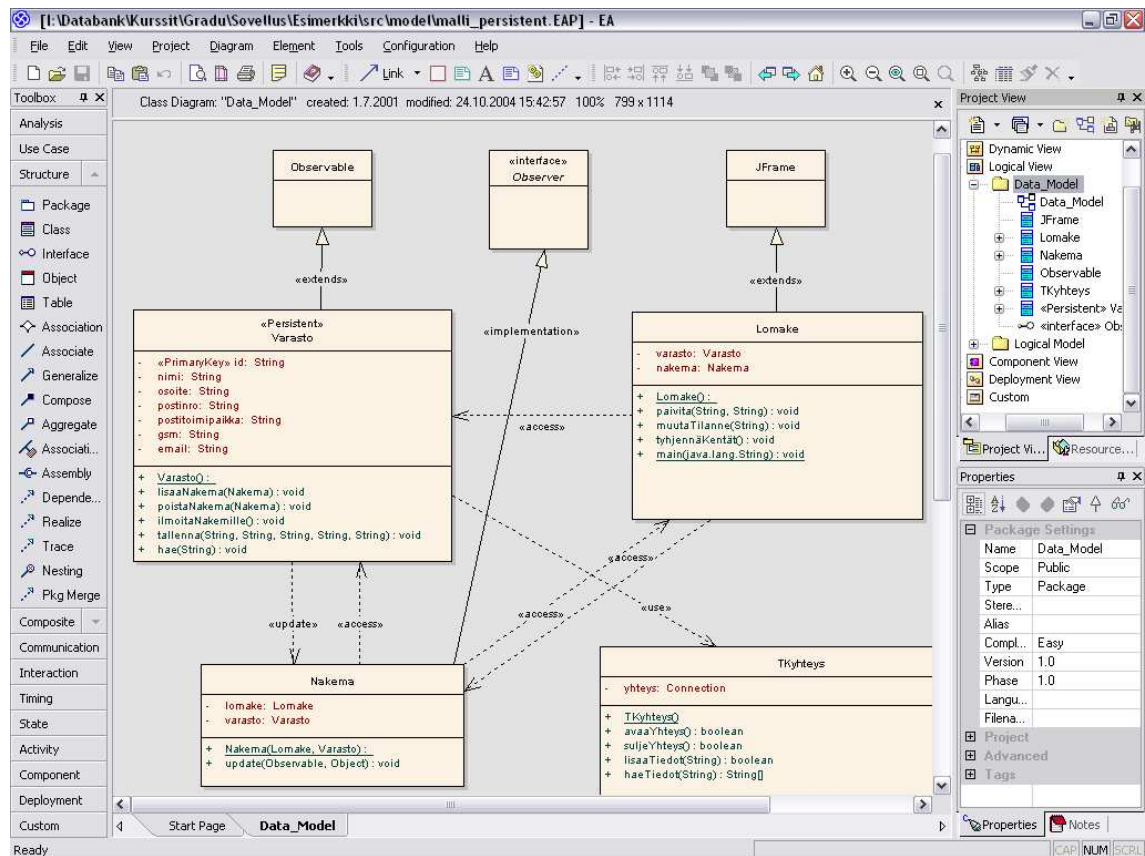 [I:\Databank\Kurssit\Gradu\Sovellus\Esimerkki\src\model\malli_persistent.EAP] - EA
File Edit View Project Diagram Element Tools Configuration Help
Link
Toolbox
Class Diagram: "Data_Model" created: 1.7.2001 modified: 24.10.2004 15:42:57 100% 799 x 1114
Analysis
Use Case
Structure
Package
Class
Interface
Object
Table
Association
Associate
Generalize
Compose
Aggregate
Associati...
Assembly
Depende...
Realize
Trace
Nesting
Pkg Merge
Composite
Communication
Interaction
Timing
State
Activity
Component
Deployment
Custom
Observable
«interface»
Observer
JFrame
«extends»
«implementation»
«extends»
«Persistent»
Varasto
- «PrimaryKey» id: String
- nimi: String
- osoite: String
- postinro: String
- postitoimipaikka: String
- gsm: String
- email: String
+ Varasto() :
+ lisaaNakema(Nakema) : void
+ poistaNakema(Nakema) : void
+ ilmoitaNakemille() : void
+ tallenna(String, String, String, String, String) : void
+ hae(String) : void
Lomake
- varasto: Varasto
- nakema: Nakema
+ Lomake() :
+ paivita(String, String) : void
+ muutaTilanne(String) : void
+ tyhjennäKentät() : void
+ main(java.lang.String) : void
«access»
«access»
«access»
«use»
«update»
«access»
Nakema
- lomake: Lomake
- varasto: Varasto
+ Nakema(Lomake, Varasto) :
+ update(Observable, Object) : void
TKyhteys
- yhteys: Connection
+ TKyhteys()
+ avaaYhteys() : boolean
+ suljeYhteys() : boolean
+ lisaaTiedot(String) : boolean
+ haeTiedot(String) : String[]
Start Page Data_Model
Project View
Dynamic View
Logical View
Data_Model
Data_Model
JFrame
Lomake
Nakema
Observable
TKyhteys
«Persistent» Va
«interface» Ob
Logical Model
Component View
Deployment View
Custom
Project Vi... Resource...
Properties
Package Settings
Name Data_Model
Scope Public
Type Package
Stere...
Alias
Compl... Easy
Version 1.0
Phase 1.0
Langu...
Filena...
Project
Advanced
Tags
Properties Notes
Ready
CAP NUM SCRL